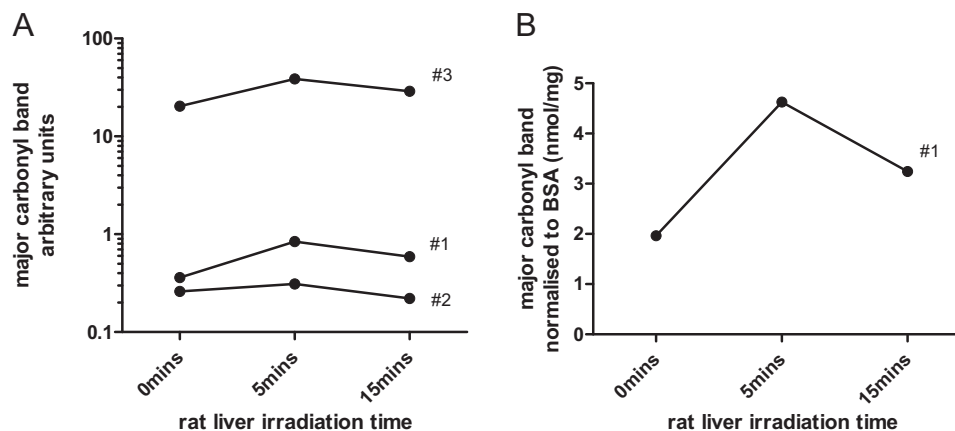 A
major carbonyl band
arbitrary units
100
10
1
0.1
#3
#1
#2
0mins
5mins
15mins
rat liver irradiation time
B
major carbonyl band
normalised to BSA (nmol/mg)
5
4
3
2
1
0
#1
0mins
5mins
15mins
rat liver irradiation time